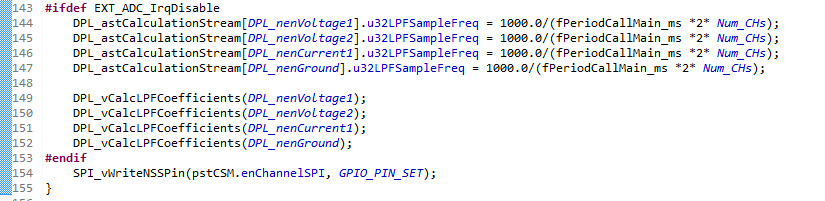 143 #ifdef EXT_ADC_IrqDisable
144 DPL_astCalculationStream[DPL_nenVoltage1].u32LPFSampleFreq = 1000.0/(fPeriodCallMain_ms *2* Num_CHs);
145 DPL_astCalculationStream[DPL_nenVoltage2].u32LPFSampleFreq = 1000.0/(fPeriodCallMain_ms *2* Num_CHs);
146 DPL_astCalculationStream[DPL_nenCurrent1].u32LPFSampleFreq = 1000.0/(fPeriodCallMain_ms *2* Num_CHs);
147 DPL_astCalculationStream[DPL_nenGround].u32LPFSampleFreq = 1000.0/(fPeriodCallMain_ms *2* Num_CHs);
148
149 DPL_vCalcLPFCoefficients(DPL_nenVoltage1);
150 DPL_vCalcLPFCoefficients(DPL_nenVoltage2);
151 DPL_vCalcLPFCoefficients(DPL_nenCurrent1);
152 DPL_vCalcLPFCoefficients(DPL_nenGround);
153 #endif
154 SPI_vWriteNSSPin(pstCSM.enChannelSPI, GPIO_PIN_SET);
155 }